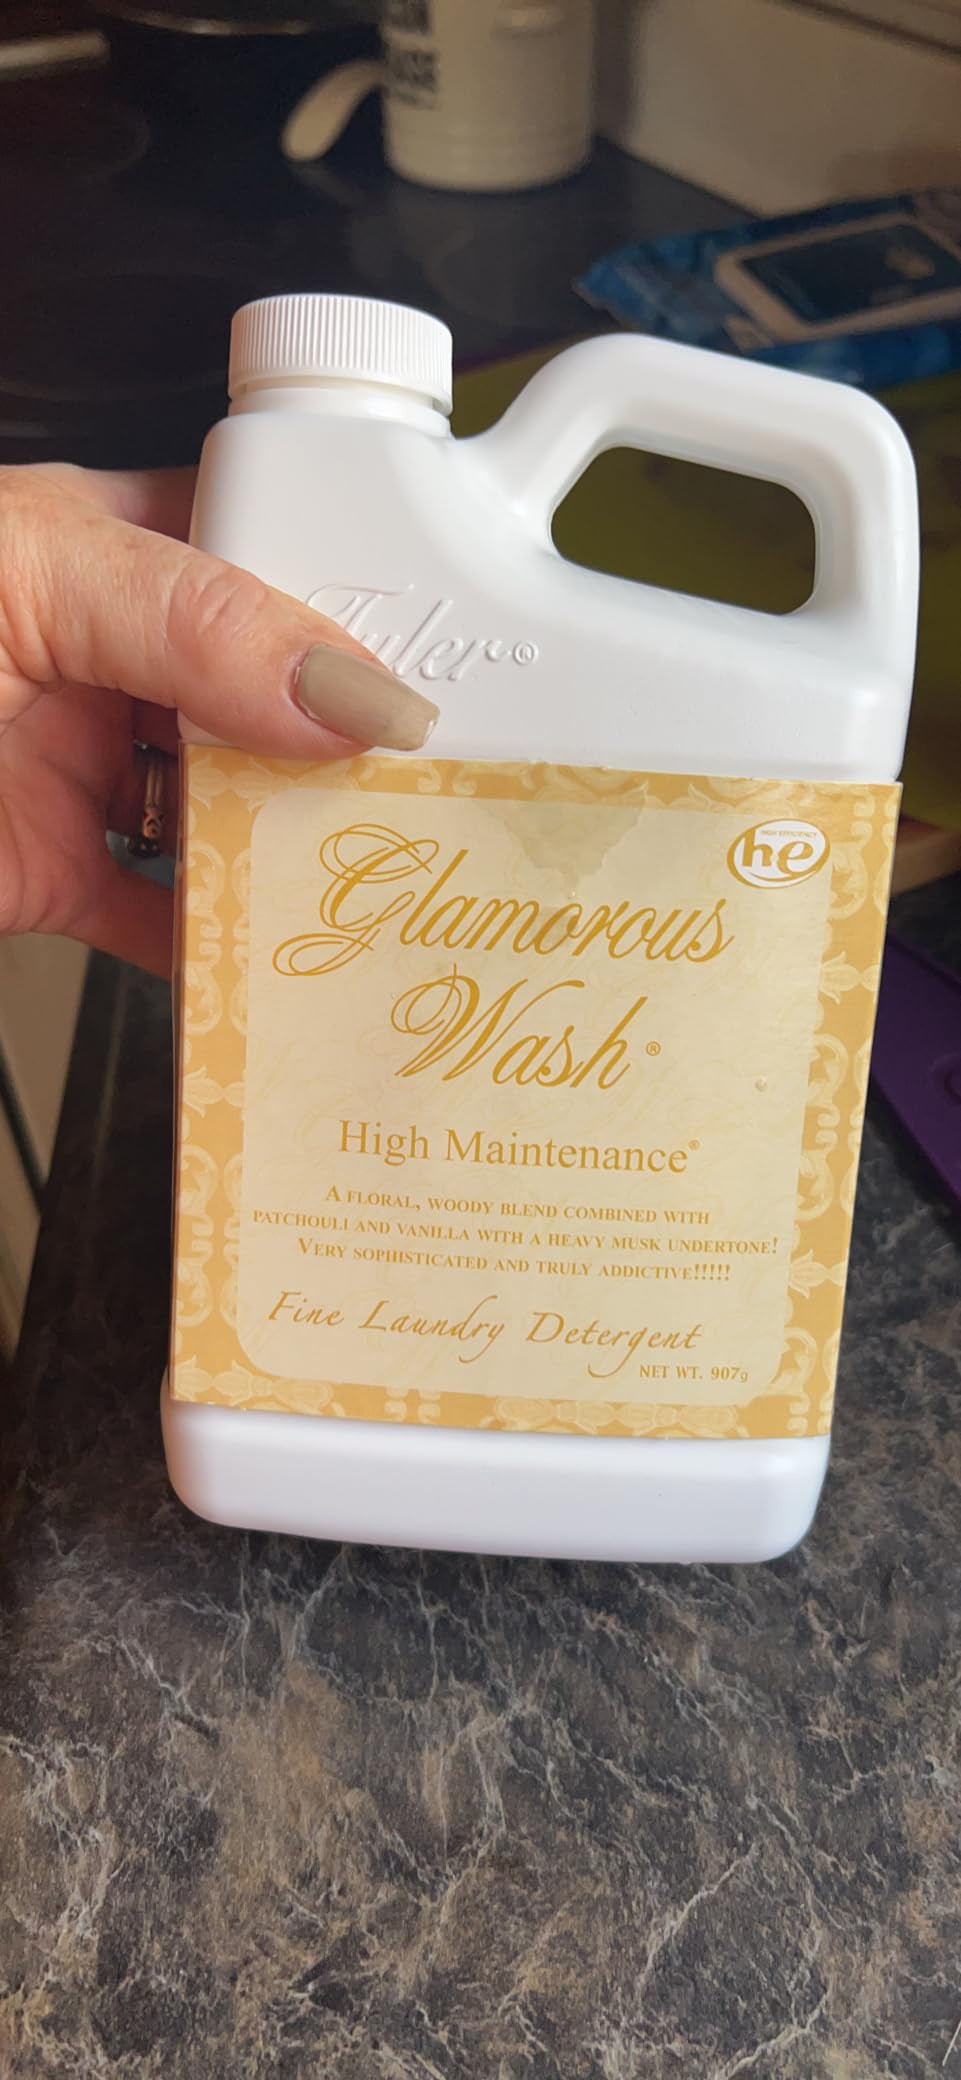 Tyler®
HIGH EFFICIENCY
he
Glamorous
Wash®
High Maintenance®
A FLORAL, WOODY BLEND COMBINED WITH
PATCHOULI AND VANILLA WITH A HEAVY MUSK UNDERTONE!
VERY SOPHISTICATED AND TRULY ADDICTIVE!!!!!
Fine Laundry Detergent
NET WT. 907g